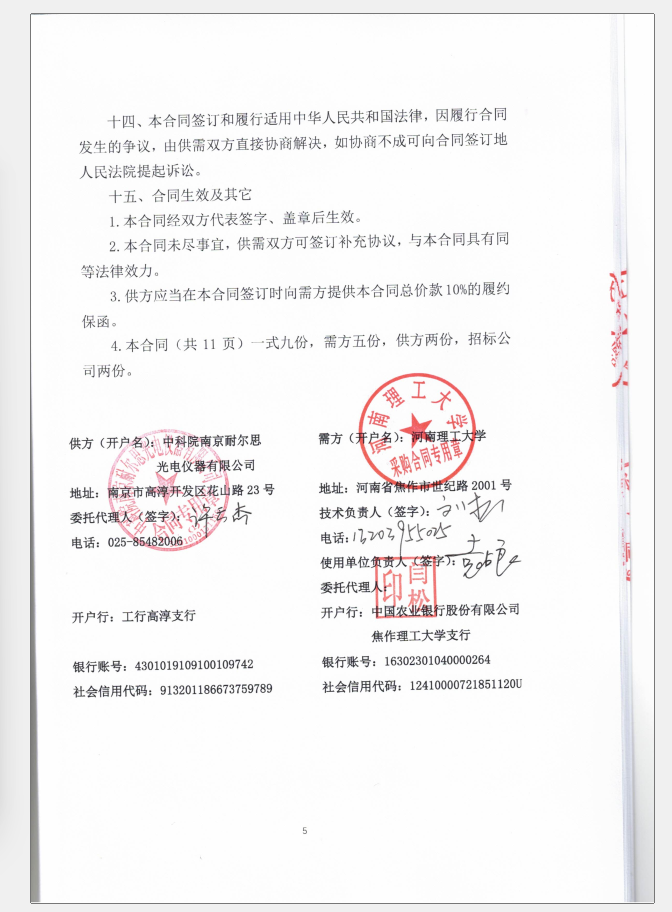 十四、本合同签订和履行适用中华人民共和国法律，因履行合同
发生的争议，由供需双方直接协商解决，如协商不成可向合同签订地
人民法院提起诉讼。
十五、合同生效及其它
1.本合同经双方代表签字、盖章后生效。
2.本合同未尽事宜，供需双方可签订补充协议，与本合同具有同
等法律效力。
3.供方应当在本合同签订时向需方提供本合同总价款10%的履约
保函。
4.本合同（共11页）一式九份，需方五份，供方两份，招标公
司两份。
供方（开户名）：中科院南京耐尔思
光电仪器有限公司
地址：南京市高淳开发区花山路23号
委托代理人（签字）：
电话：025-85482006
开户行：工行高淳支行
银行账号：4301019109100109742
社会信用代码：913201186673759789
合同专用章
河南理工大学
采购合同专用章
需方（开户名）：河南理工大学
地址：河南省焦作市世纪路2001号
技术负责人（签字）：
电话：13203955025
使用单位负责人（签字）：
委托代理人：
闫松印
开户行：中国农业银行股份有限公司
焦作理工大学支行
银行账号：16302301040000264
社会信用代码：12410000721851120U
5